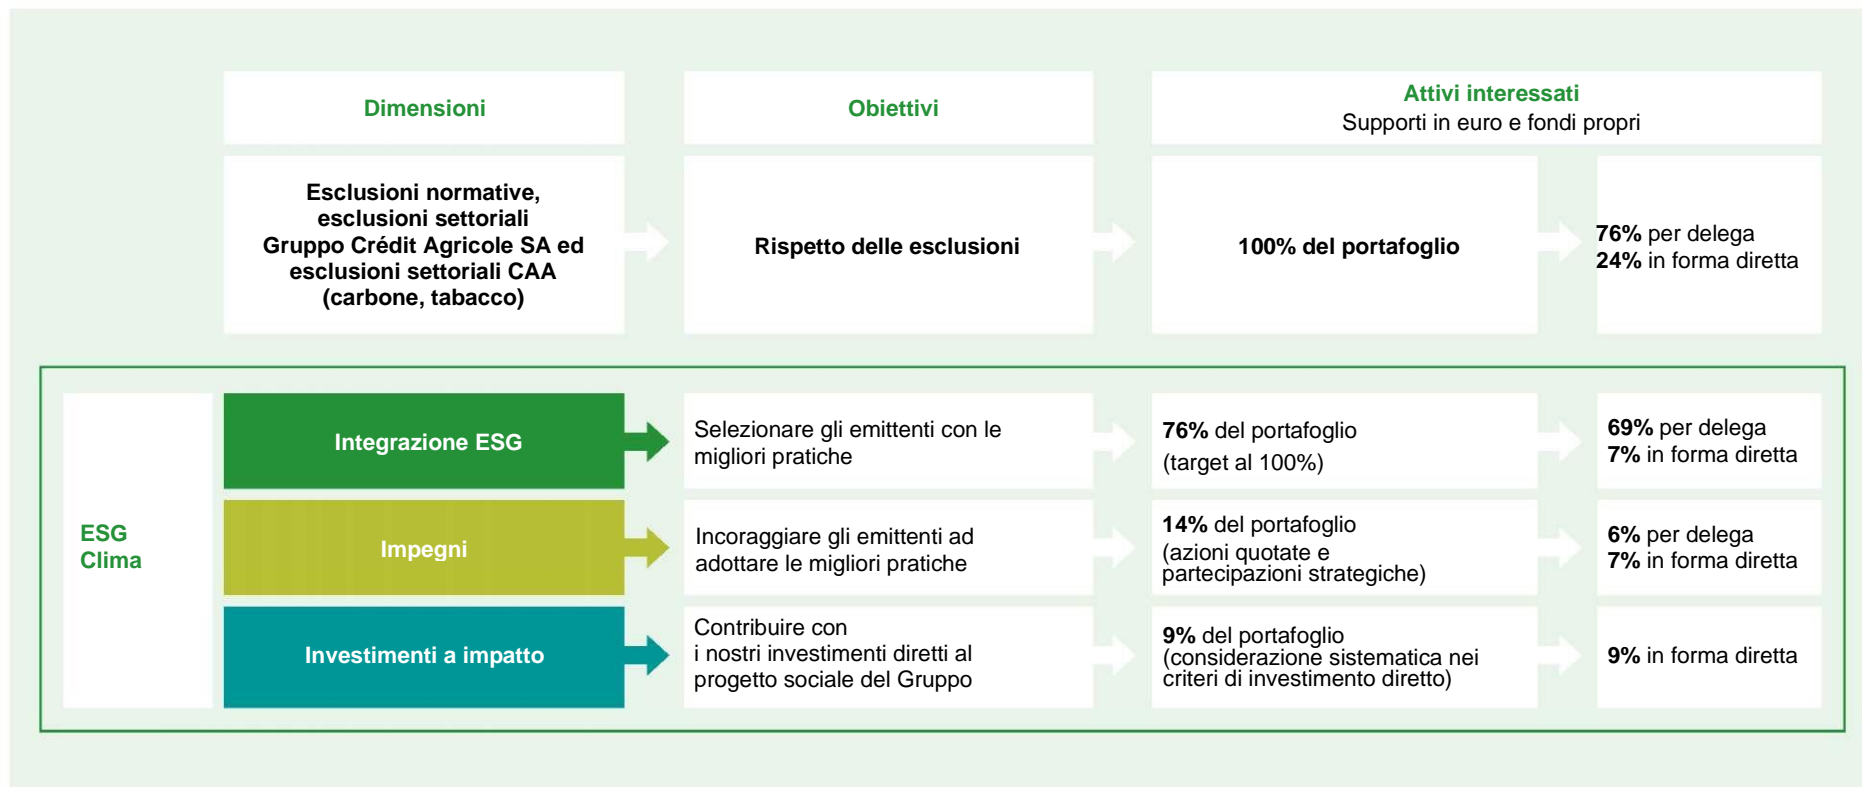 Dimensioni
Obiettivi
Attivi interessati
Supporti in euro e fondi propri
Esclusioni normative,
esclusioni settoriali
Gruppo Crédit Agricole SA ed
esclusioni settoriali CAA
(carbone, tabacco)
Rispetto delle esclusioni
100% del portafoglio
76% per delega
24% in forma diretta
ESG
Clima
Integrazione ESG
Selezionare gli emittenti con le
migliori pratiche
76% del portafoglio
(target al 100%)
69% per delega
7% in forma diretta
Impegni
Incoraggiare gli emittenti ad
adottare le migliori pratiche
14% del portafoglio
(azioni quotate e
partecipazioni strategiche)
6% per delega
7% in forma diretta
Investimenti a impatto
Contribuire con
i nostri investimenti diretti al
progetto sociale del Gruppo
9% del portafoglio
(considerazione sistematica nei
criteri di investimento diretto)
9% in forma diretta